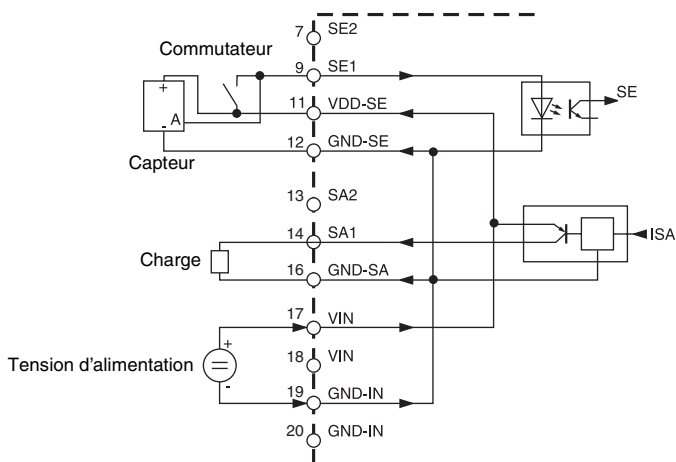 7 SE2
Commutateur
9 SE1
+
A
-
11 VDD-SE
SE
12 GND-SE
Capteur
13 SA2
14 SA1
ISA
Charge
16 GND-SA
17 VIN
+
Tension d'alimentation
18 VIN
-
19 GND-IN
20 GND-IN